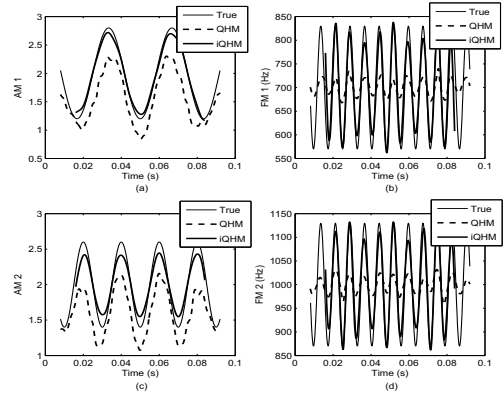 3
2.5
2
1.5
1
0.5
0 0.02 0.04 0.06 0.08 0.1
Time (s)
AM 1
True
QHM
iQHM
(a)
850
800
750
700
650
600
550
0 0.02 0.04 0.06 0.08 0.1
Time (s)
FM 1 (Hz)
True
QHM
iQHM
(b)
3
2.5
2
1.5
1
0 0.02 0.04 0.06 0.08 0.1
Time (s)
AM 2
True
QHM
iQHM
(c)
1150
1100
1050
1000
950
900
850
0 0.02 0.04 0.06 0.08 0.1
Time (s)
FM 2 (Hz)
True
QHM
iQHM
(d)